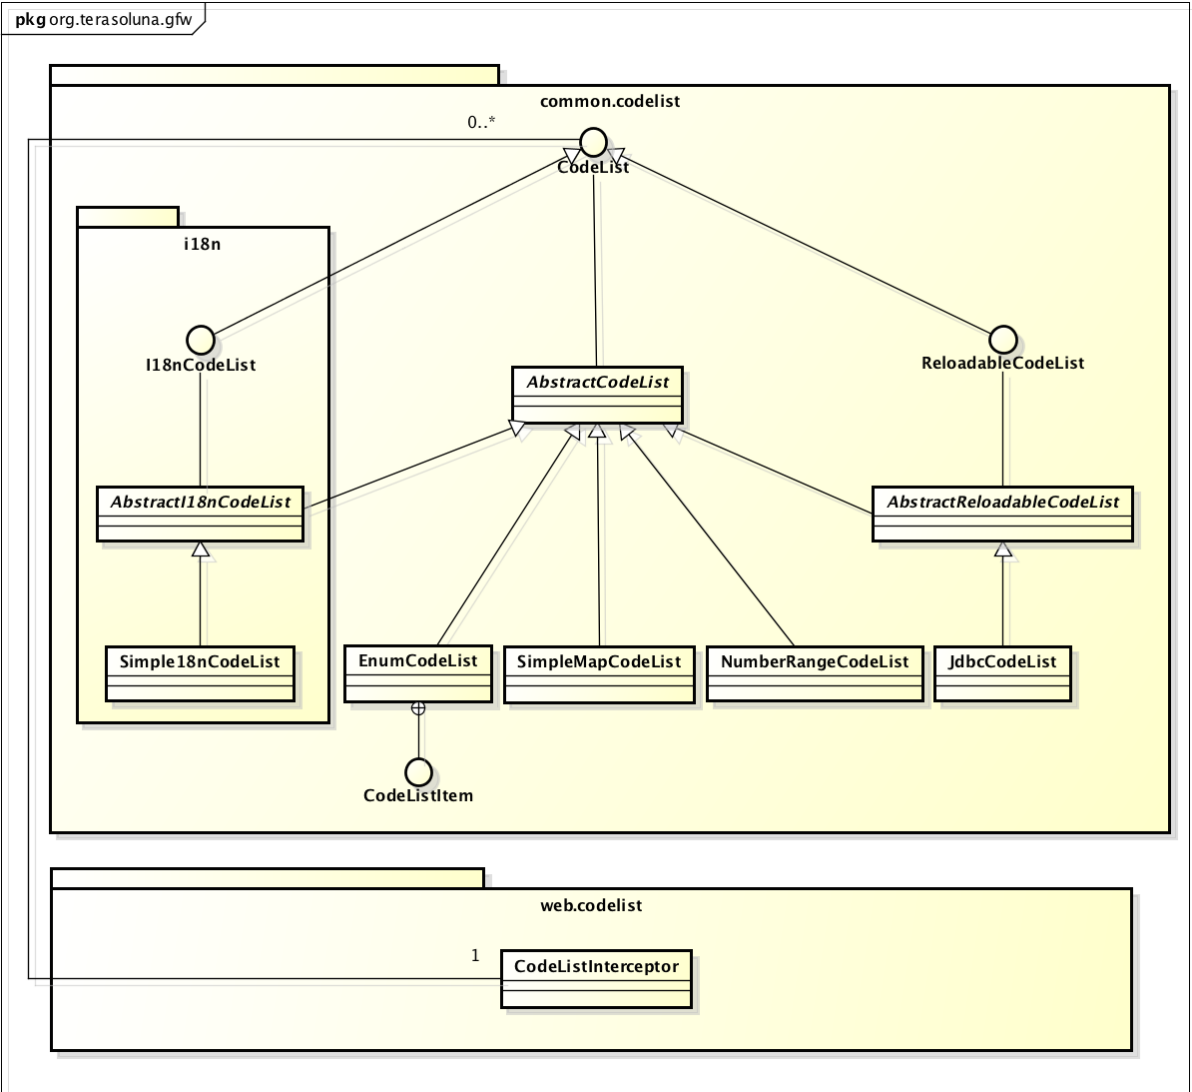 pkg org.terasoluna.gfw
common.codelist
0..*
CodeList
i18n
I18nCodeList
ReloadableCodeList
AbstractCodeList
AbstractI18nCodeList
AbstractReloadableCodeList
Simple18nCodeList
EnumCodeList
SimpleMapCodeList
NumberRangeCodeList
JdbcCodeList
CodeListItem
web.codelist
1
CodeListInterceptor